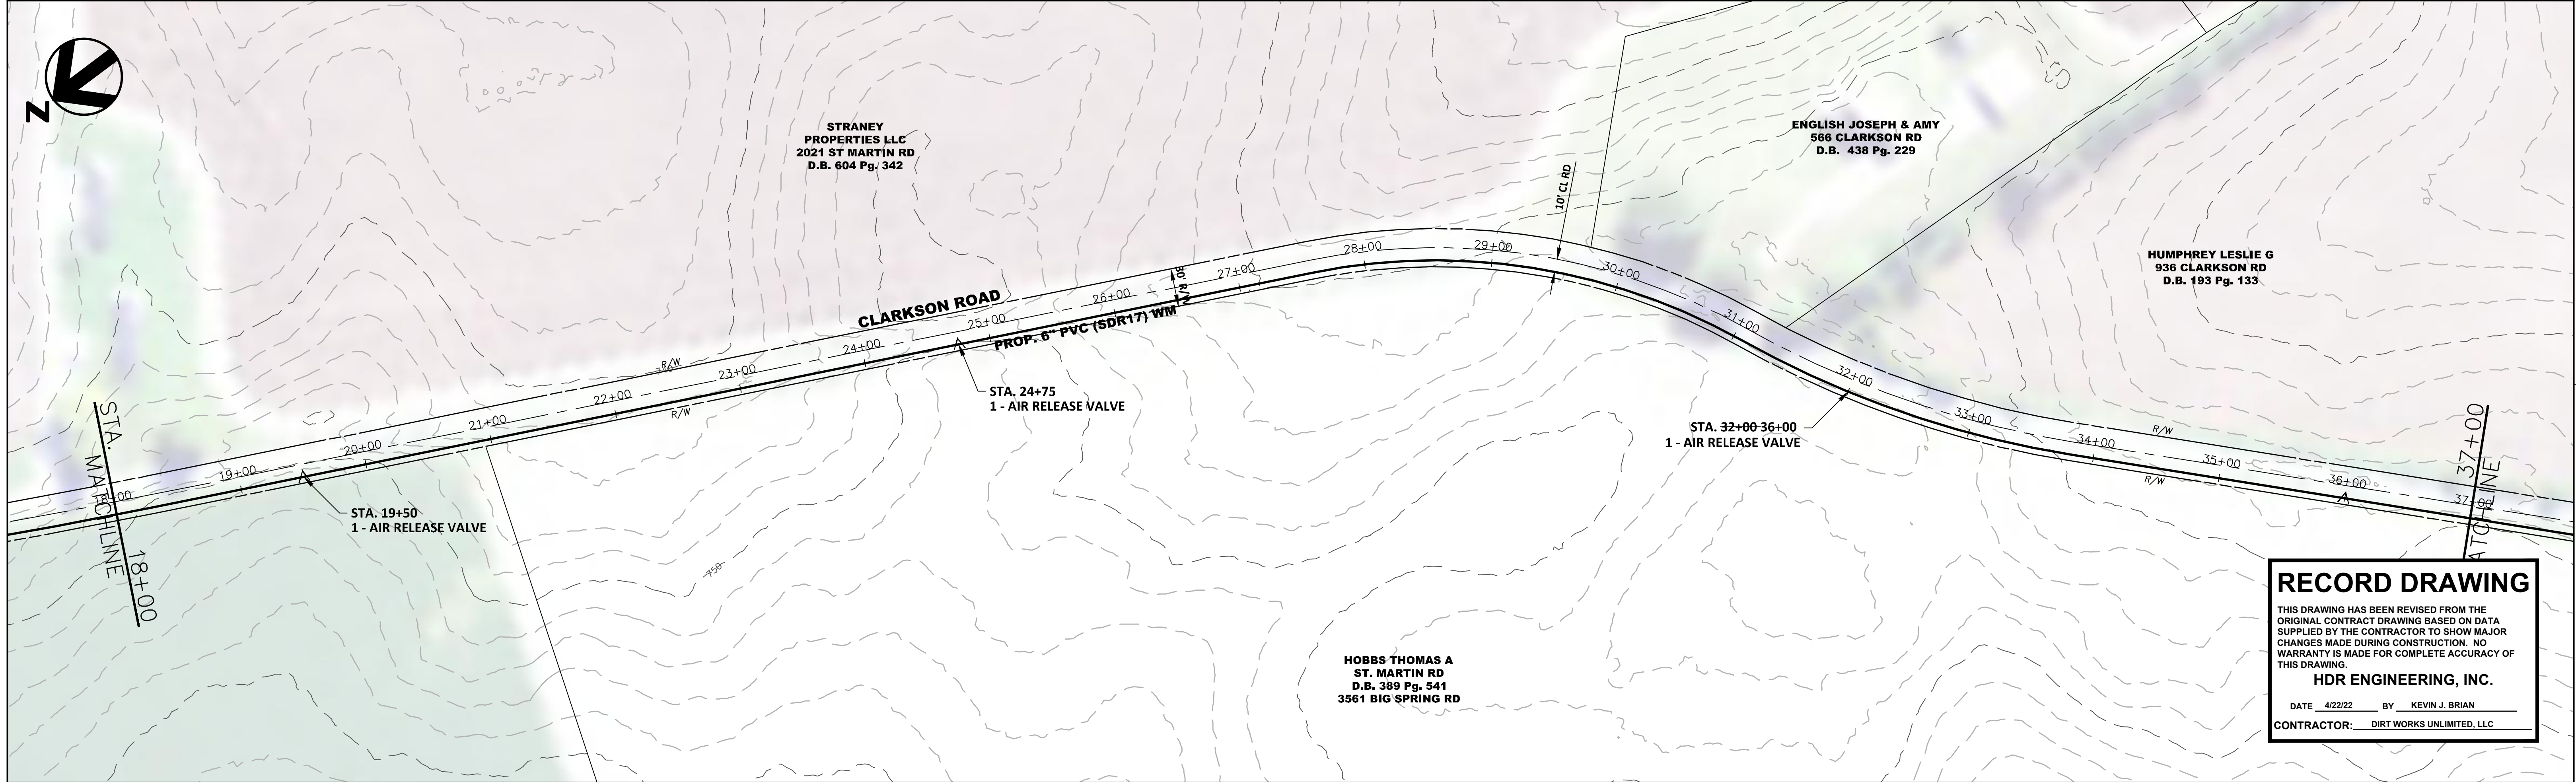 N
STRANEY
PROPERTIES LLC
2021 ST MARTIN RD
D.B. 604 Pg. 342
ENGLISH JOSEPH & AMY
566 CLARKSON RD
D.B. 438 Pg. 229
10' CL RD
HUMPHREY LESLIE G
936 CLARKSON RD
D.B. 193 Pg. 133
CLARKSON ROAD
30' R/W
PROP. 6" PVC (SDR17) WM
R/W
R/W
R/W
R/W
18+00
19+00
20+00
21+00
22+00
23+00
24+00
25+00
26+00
27+00
28+00
29+00
30+00
31+00
32+00
33+00
34+00
35+00
36+00
37+00
STA. 18+00
MATCHLINE
STA. 19+50
1 - AIR RELEASE VALVE
STA. 24+75
1 - AIR RELEASE VALVE
STA. 32+00 36+00
1 - AIR RELEASE VALVE
37+00
ATCHLINE
750
HOBBS THOMAS A
ST. MARTIN RD
D.B. 389 Pg. 541
3561 BIG SPRING RD
RECORD DRAWING
THIS DRAWING HAS BEEN REVISED FROM THE
ORIGINAL CONTRACT DRAWING BASED ON DATA
SUPPLIED BY THE CONTRACTOR TO SHOW MAJOR
CHANGES MADE DURING CONSTRUCTION. NO
WARRANTY IS MADE FOR COMPLETE ACCURACY OF
THIS DRAWING.
HDR ENGINEERING, INC.
DATE 4/22/22 BY KEVIN J. BRIAN
CONTRACTOR: DIRT WORKS UNLIMITED, LLC